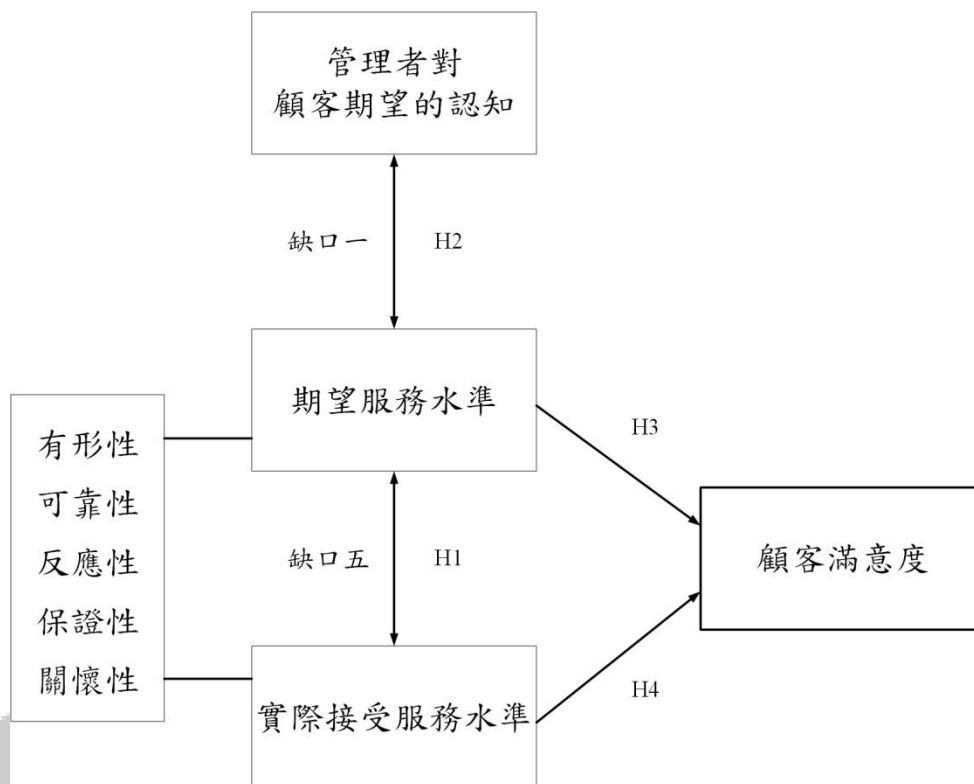 管理者對
顧客期望的認知
缺口一
H2
期望服務水準
H3
有形性
可靠性
反應性
保證性
關懷性
缺口五
H1
顧客滿意度
H4
實際接受服務水準